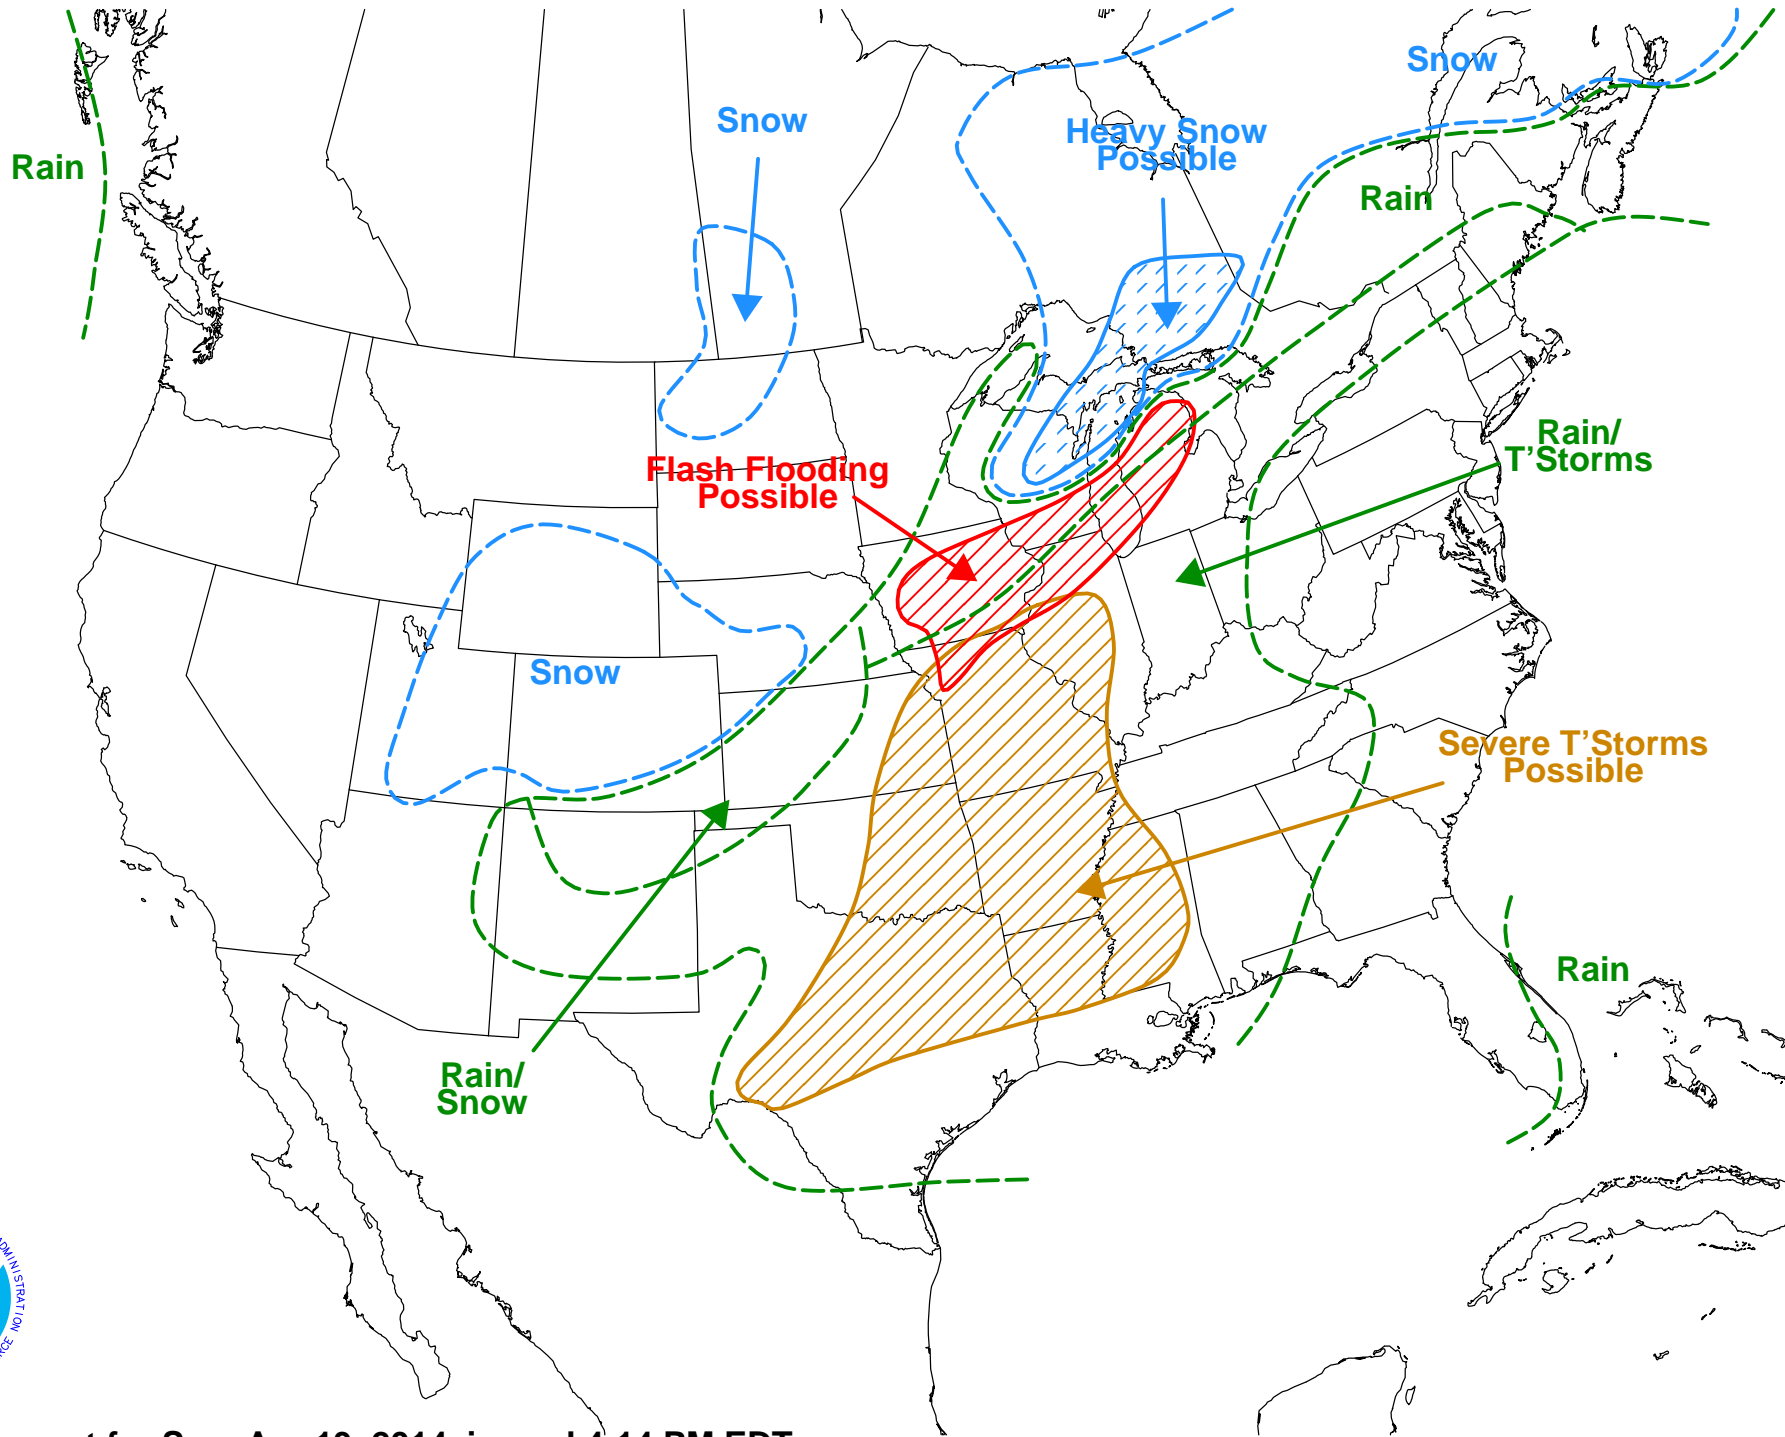 Snow
Snow
Heavy Snow
Possible
Rain
Rain
Rain/
T'Storms
Flash Flooding
Possible
Snow
Severe T'Storms
Possible
Rain
Rain/
Snow
ADMINISTRATION